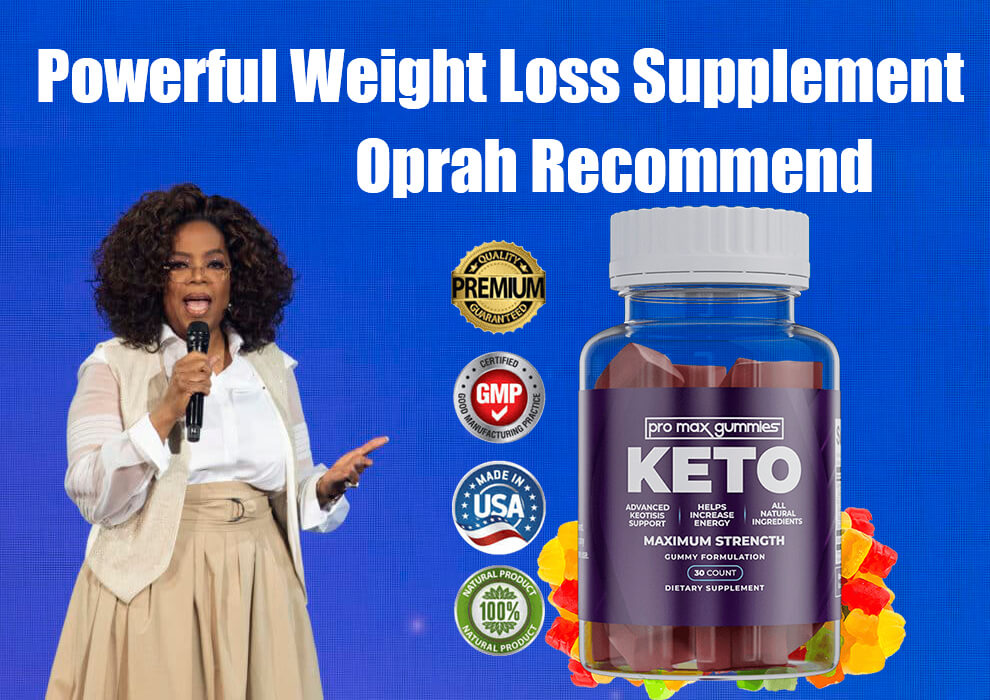 Powerful Weight Loss Supplement
Oprah Recommend
QUALITY
PREMIUM
GUARANTEED
CERTIFIED
GMP
GOOD MANUFACTURING PRACTICE
MADE IN
USA
NATURAL PRODUCT
100%
NATURAL PRODUCT
pro max gummies
KETO
ADVANCED
KEOTISIS
SUPPORT
HELPS
INCREASE
ENERGY
ALL
NATURAL
INGREDIENTS
MAXIMUM STRENGTH
GUMMY FORMULATION
30 COUNT
DIETARY SUPPLEMENT